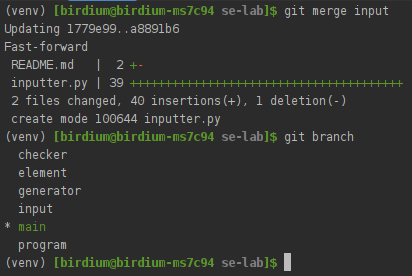 (venv) [birdium@birdium-ms7c94 se-lab]$ git merge input
Updating 1779e99..a8891b6
Fast-forward
 README.md   |  2 +-
 inputter.py | 39 +++++++++++++++++++++++++++++++++++++++
 2 files changed, 40 insertions(+), 1 deletion(-)
 create mode 100644 inputter.py
(venv) [birdium@birdium-ms7c94 se-lab]$ git branch
  checker
  element
  generator
  input
* main
  program
(venv) [birdium@birdium-ms7c94 se-lab]$